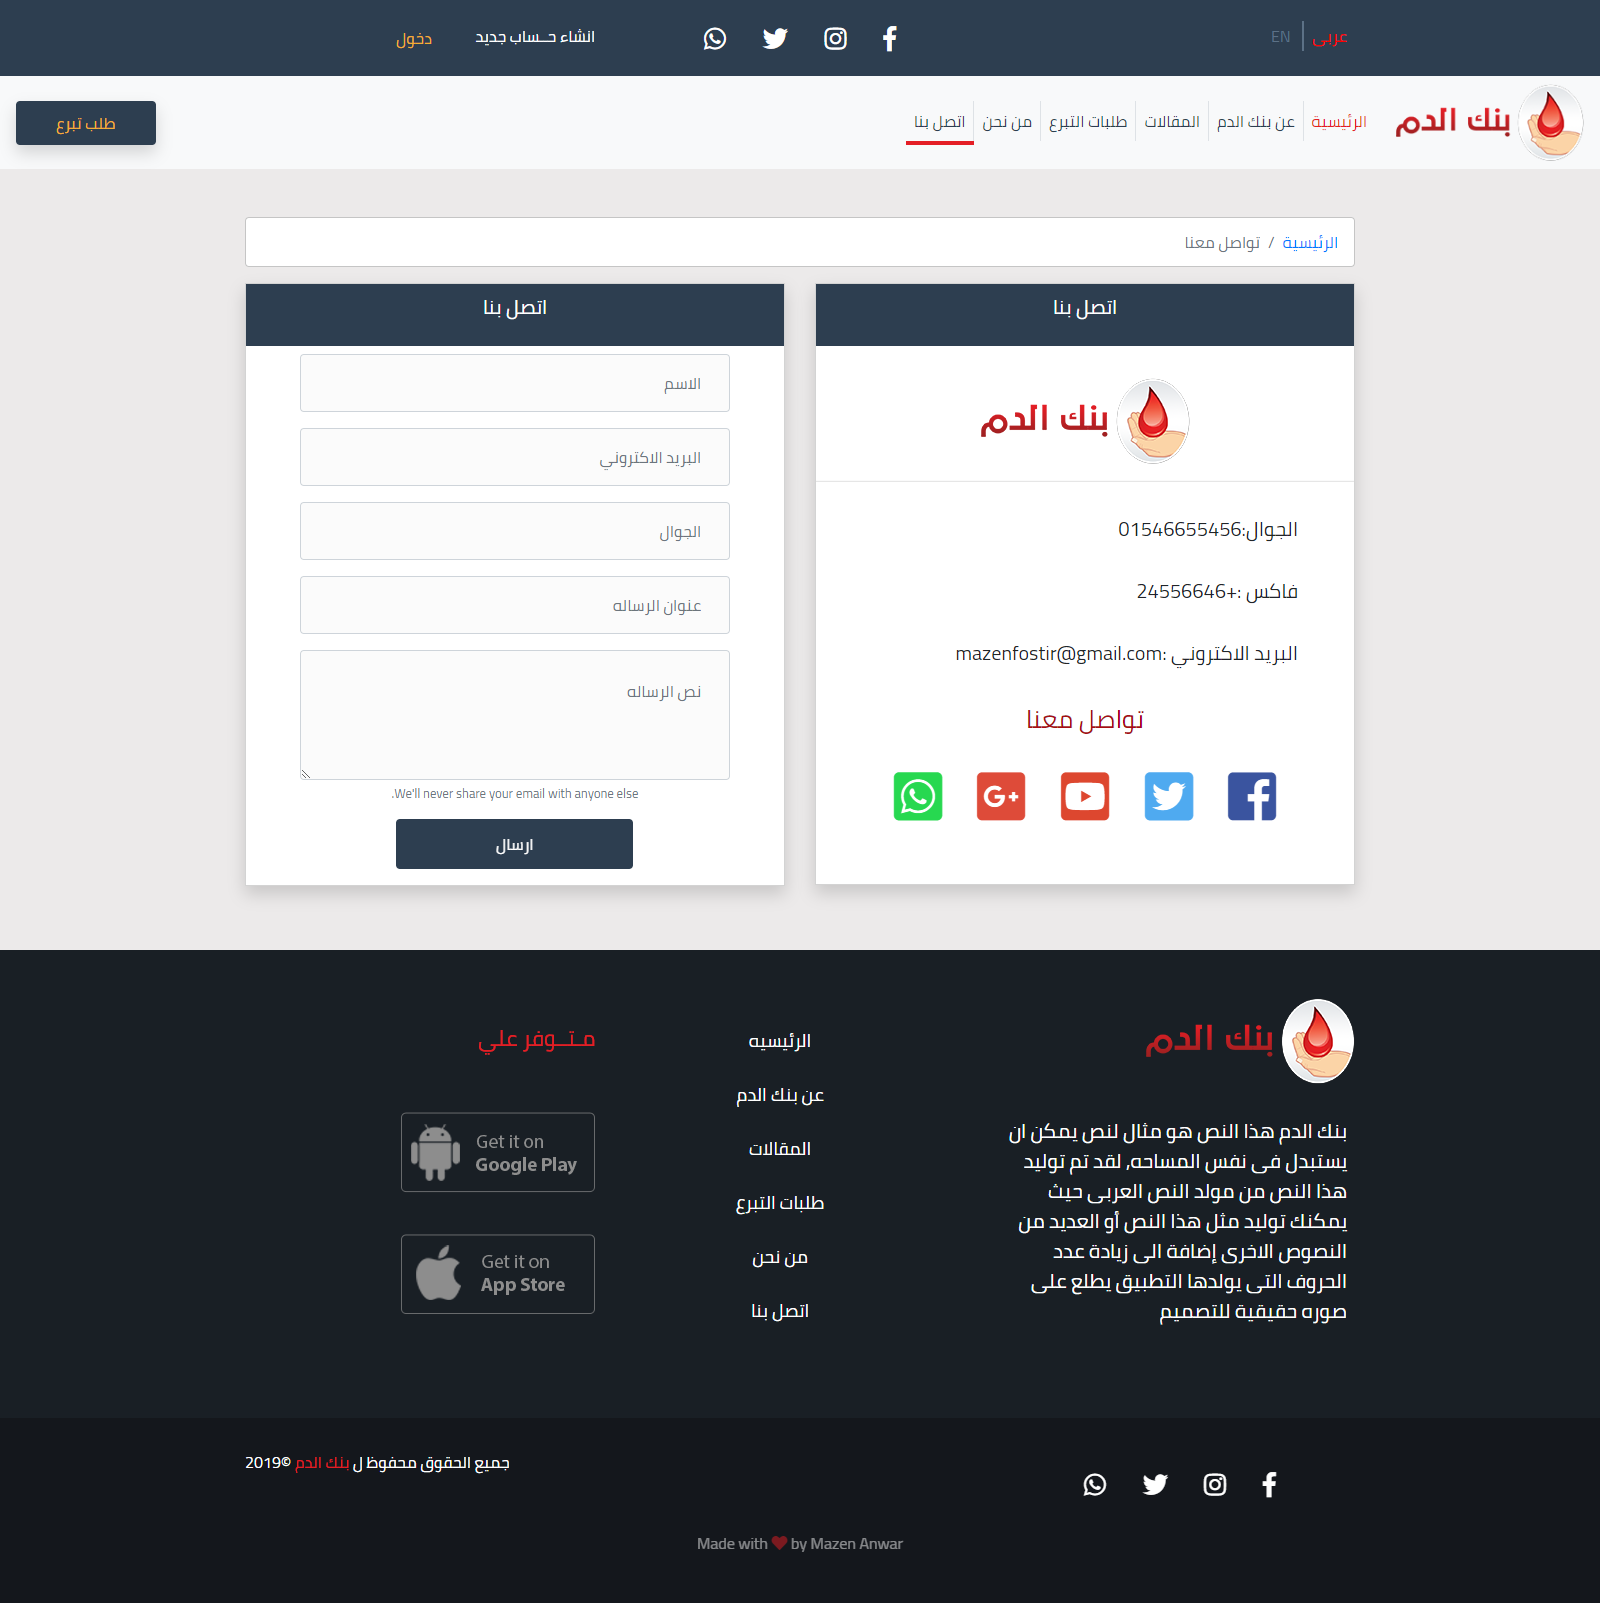 عربى
EN
انشاء حــساب جديد
دخول
بنك الدم
الرئيسية
عن بنك الدم
المقالات
طلبات التبرع
من نحن
اتصل بنا
طلب تبرع
الرئيسية / تواصل معنا
اتصل بنا
بنك الدم
الجوال:01546655456
فاكس :+24556646
البريد الاكتروني :mazenfostir@gmail.com
تواصل معنا
اتصل بنا
الاسم
البريد الاكتروني
الجوال
عنوان الرساله
نص الرساله
.We'll never share your email with anyone else
ارسال
بنك الدم
بنك الدم هذا النص هو مثال لنص يمكن ان
يستبدل فى نفس المساحه, لقد تم توليد
هذا النص من مولد النص العربى حيث
يمكنك توليد مثل هذا النص أو العديد من
النصوص الاخرى إضافة الى زيادة عدد
الحروف التى يولدها التطبيق يطلع على
صوره حقيقية للتصميم
الرئيسيه
عن بنك الدم
المقالات
طلبات التبرع
من نحن
اتصل بنا
مـتــوفر علي
Get it on
Google Play
Get it on
App Store
جميع الحقوق محفوظ ل بنك الدم ©2019
Made with ❤ by Mazen Anwar